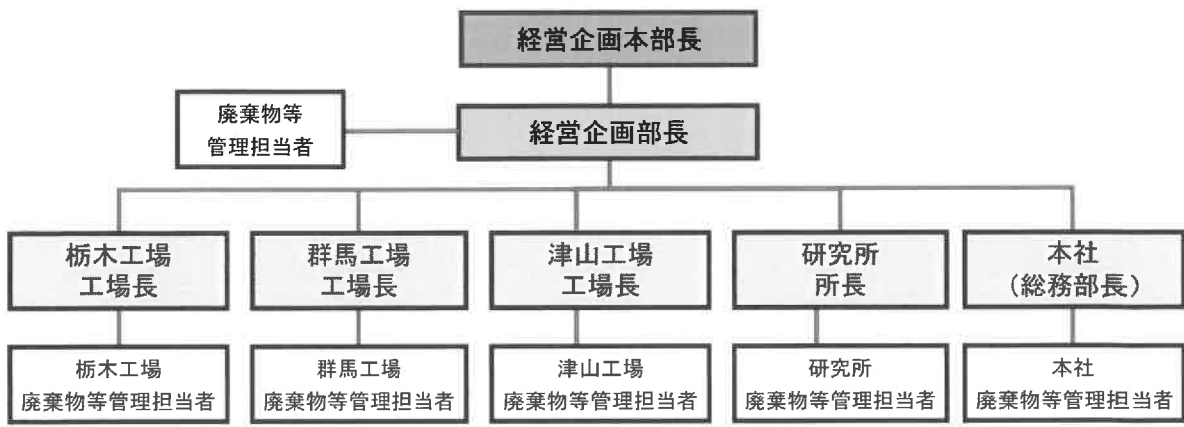 経営企画本部長
廃棄物等
管理担当者
経営企画部長
栃木工場
工場長
群馬工場
工場長
津山工場
工場長
研究所
所長
本社
（総務部長）
栃木工場
廃棄物等管理担当者
群馬工場
廃棄物等管理担当者
津山工場
廃棄物等管理担当者
研究所
廃棄物等管理担当者
本社
廃棄物等管理担当者